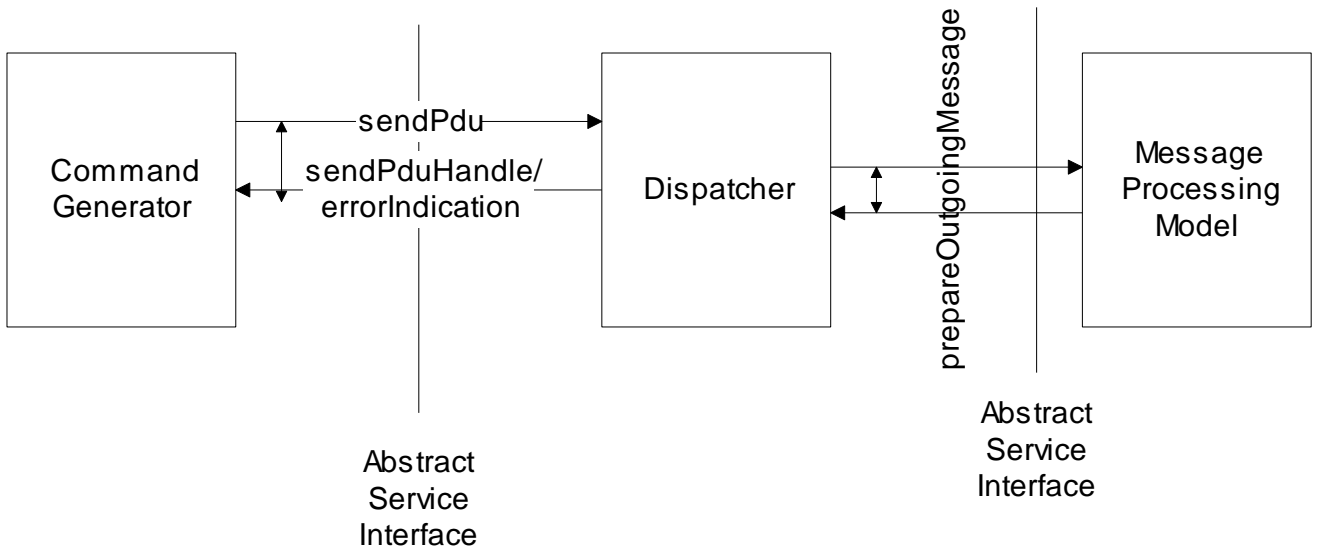 Command
Generator
sendPdu
sendPduHandle/
errorIndication
Dispatcher
prepareOutgoingMessage
Message
Processing
Model
Abstract
Service
Interface
Abstract
Service
Interface